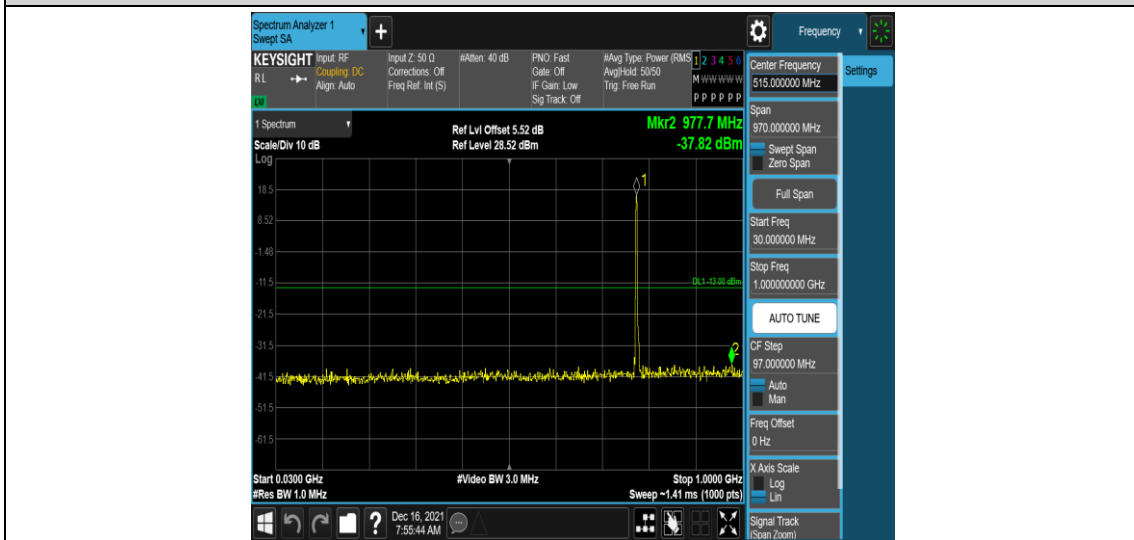 Spectrum Analyzer 1
Swept SA
+
Frequency
KEYSIGHT
RL
LXI
Input: RF
Coupling: DC
Align: Auto
Input Z: 50 Ω
Corrections: Off
Freq Ref: Int (S)
#Atten: 40 dB
PNO: Fast
Gate: Off
IF Gain: Low
Sig Track: Off
#Avg Type: Power (RMS
Avg|Hold: 50/50
Trig: Free Run
1 2 3 4 5 6
M W W W W W
P P P P P P
1 Spectrum
Scale/Div 10 dB
Log
Ref Lvl Offset 5.52 dB
Ref Level 28.52 dBm
Mkr2 977.7 MHz
-37.82 dBm
18.5
8.52
-1.48
-11.5
-21.5
-31.5
-41.5
-51.5
-61.5
1
DL1 -13.00 dBm
2
Start 0.0300 GHz
#Res BW 1.0 MHz
#Video BW 3.0 MHz
Stop 1.0000 GHz
Sweep ~1.41 ms (1000 pts)
?
Dec 16, 2021
7:55:44 AM
Center Frequency
515.000000 MHz
Settings
Span
970.000000 MHz
Swept Span
Zero Span
Full Span
Start Freq
30.000000 MHz
Stop Freq
1.000000000 GHz
AUTO TUNE
CF Step
97.000000 MHz
Auto
Man
Freq Offset
0 Hz
X Axis Scale
Log
Lin
Signal Track
(Span Zoom)